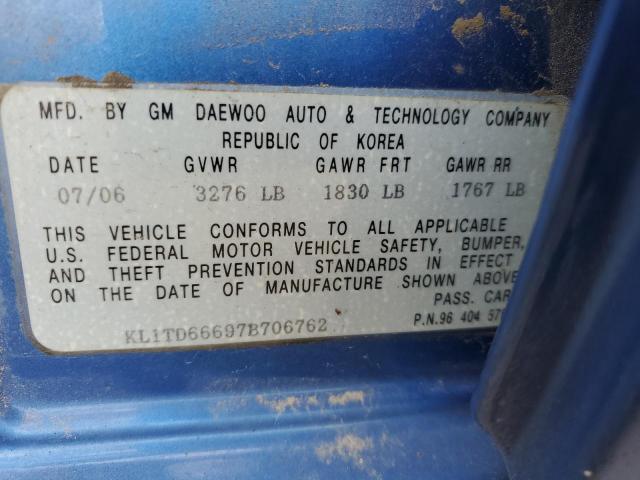 MFD. BY GM DAEWOO AUTO & TECHNOLOGY COMPANY
REPUBLIC OF KOREA
DATE GVWR GAWR FRT GAWR RR
07/06 3276 LB 1830 LB 1767 LB
THIS VEHICLE CONFORMS TO ALL APPLICABLE
U.S. FEDERAL MOTOR VEHICLE SAFETY, BUMPER,
AND THEFT PREVENTION STANDARDS IN EFFECT
ON THE DATE OF MANUFACTURE SHOWN ABOVE
PASS. CAR
KL1TD66697B706762
P.N.96 404